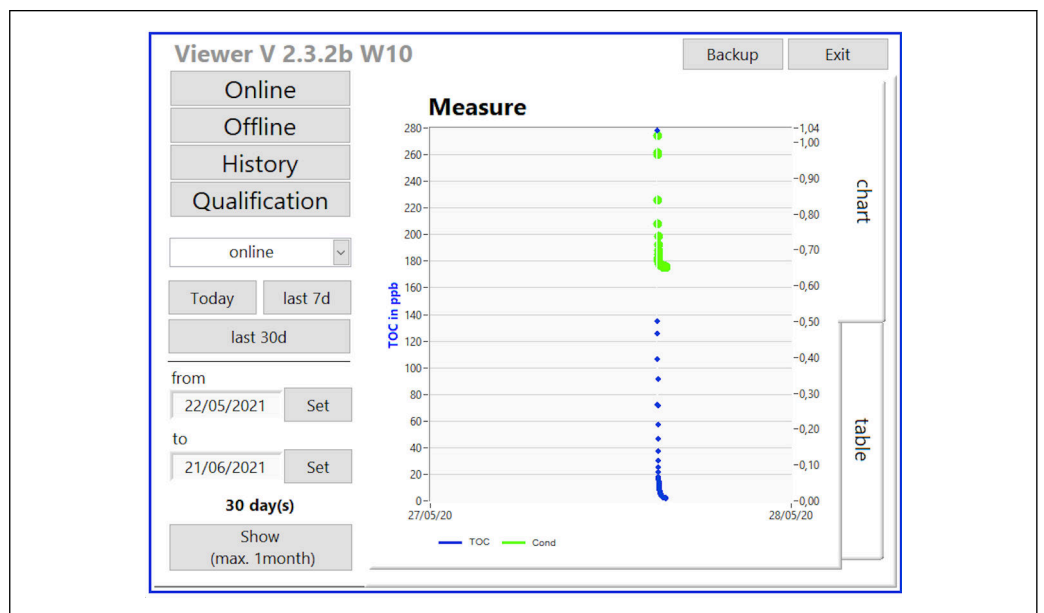 Viewer V 2.3.2b W10
Backup
Exit
Online
Offline
History
Qualification
online
Today
last 7d
last 30d
from
22/05/2021
Set
to
21/06/2021
Set
30 day(s)
Show
(max. 1month)
Measure
TOC in ppb
280
260
240
220
200
180
160
140
120
100
80
60
40
20
0
1,04
1,00
0,90
0,80
0,70
0,60
0,50
0,40
0,30
0,20
0,10
0,00
27/05/20
28/05/20
TOC
Cond
chart
table